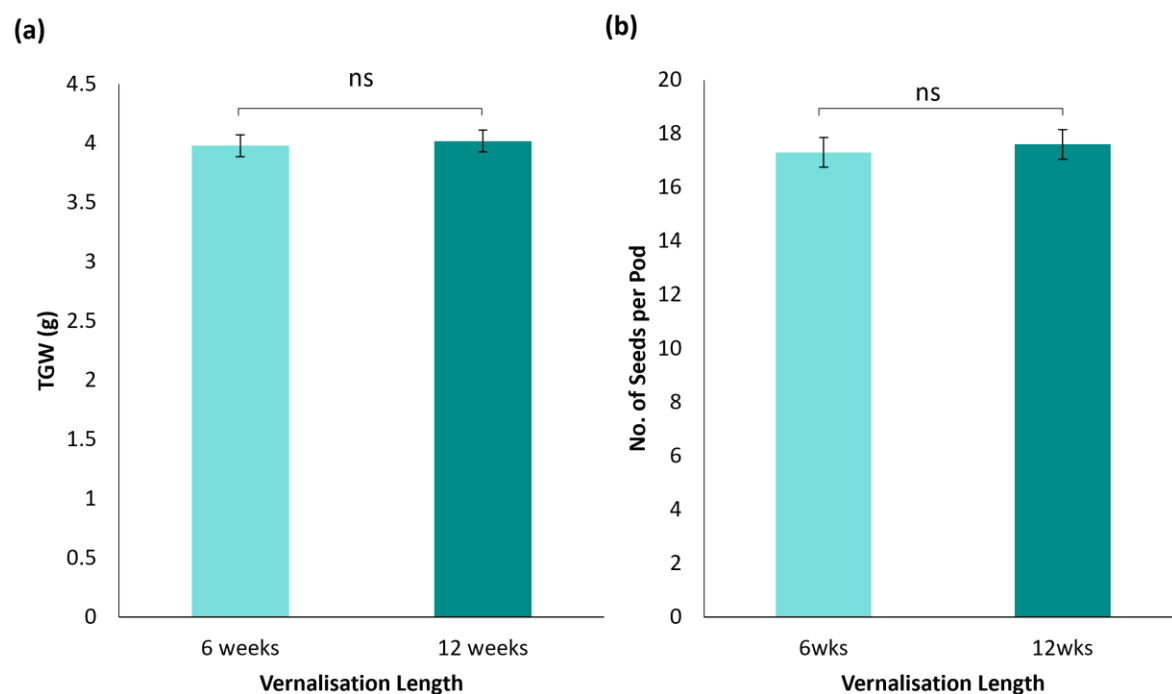 (a)
ns
4.5
4
3.5
3
2.5
2
1.5
1
0.5
0
TGW (g)
6 weeks 12 weeks
Vernalisation Length
(b)
ns
20
18
16
14
12
10
8
6
4
2
0
No. of Seeds per Pod
6wks 12wks
Vernalisation Length